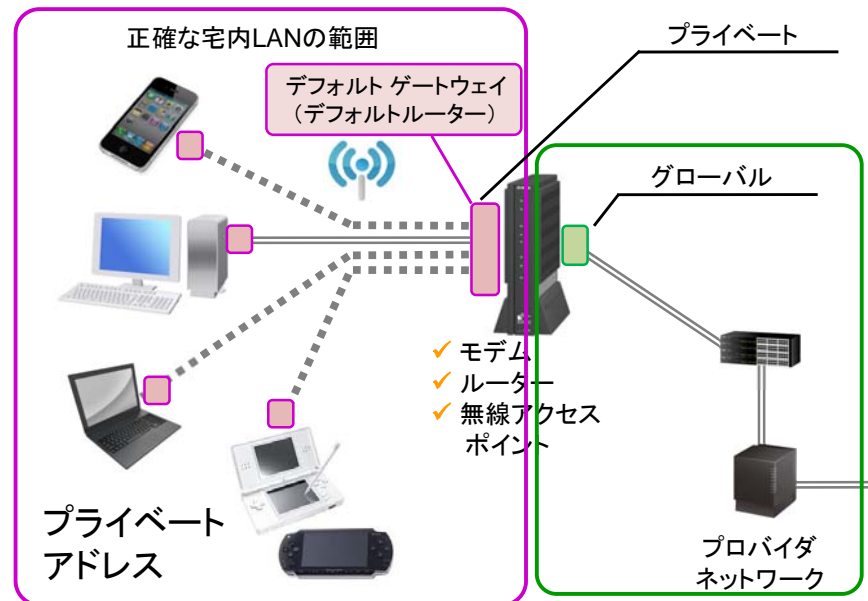 正確な宅内LANの範囲
プライベート
デフォルト ゲートウェイ
（デフォルトルーター）
グローバル
✓ モデム
✓ ルーター
✓ 無線アクセス
ポイント
プライベート
アドレス
プロバイダ
ネットワーク